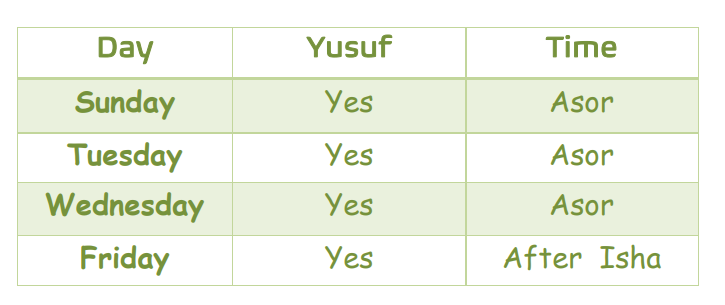 Day Yusuf Time
Sunday Yes Asor
Tuesday Yes Asor
Wednesday Yes Asor
Friday Yes After Isha